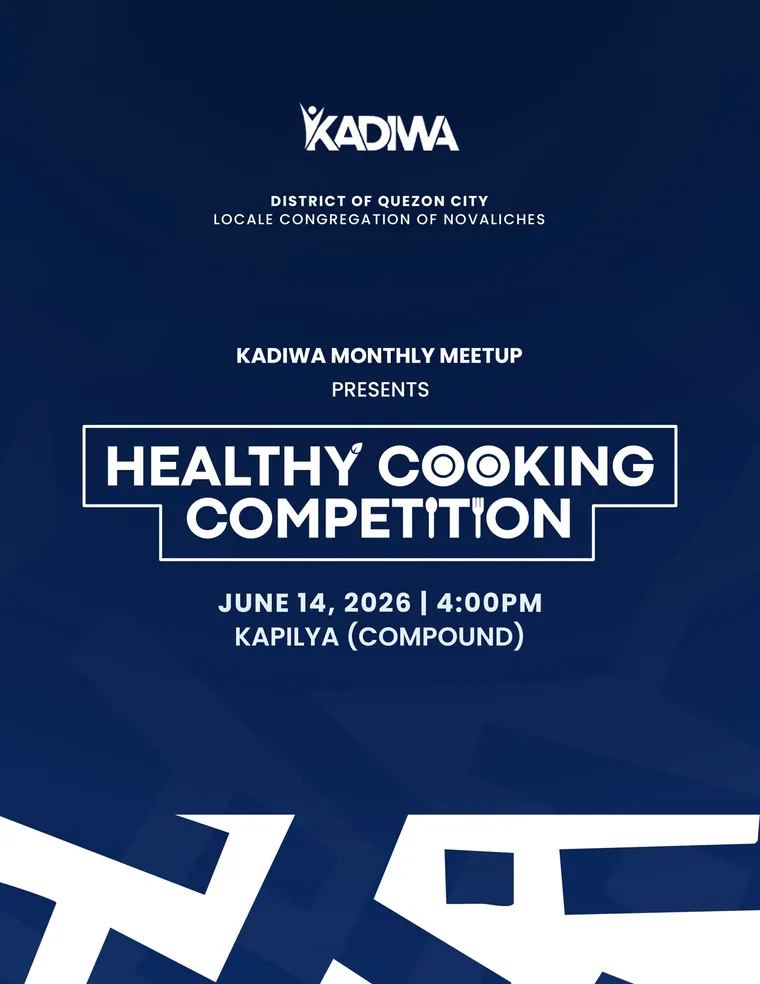 KADIWA
DISTRICT OF QUEZON CITY
LOCALE CONGREGATION OF NOVALICHES
KADIWA MONTHLY MEETUP
PRESENTS
HEALTHY COOKING
COMPETITION
JUNE 14, 2026 | 4:00PM
KAPILYA (COMPOUND)